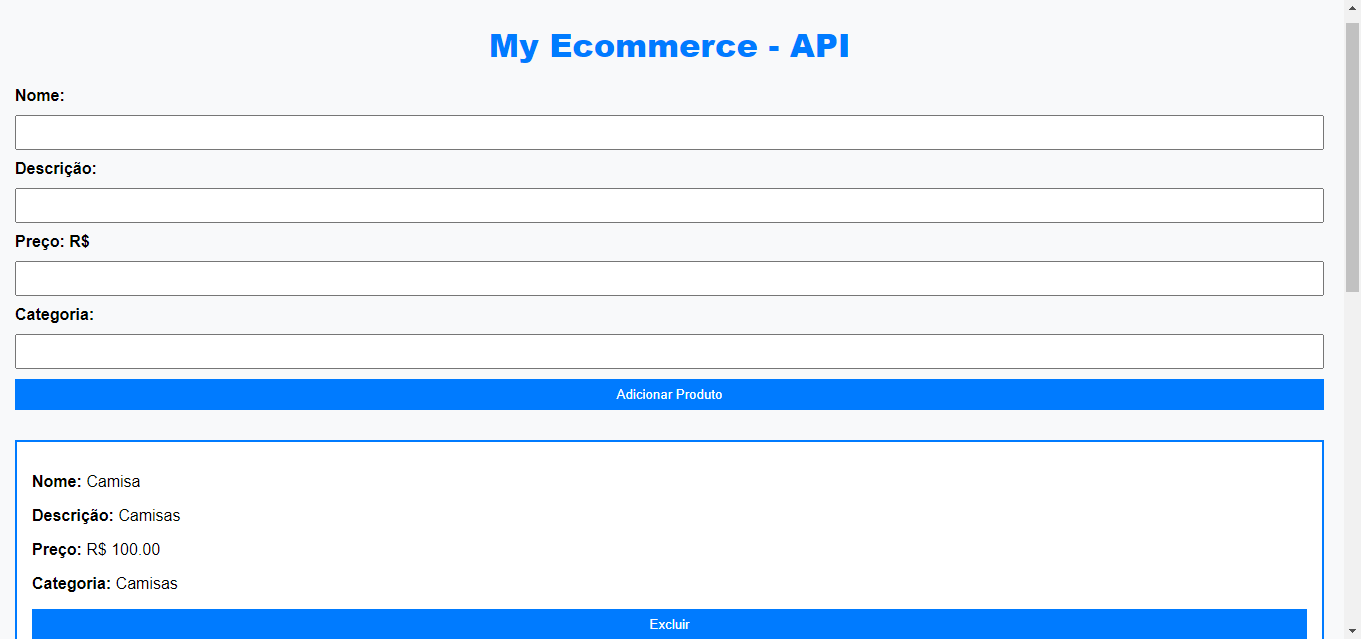 My Ecommerce - API
Nome:
Descrição:
Preço: R$
Categoria:
Adicionar Produto
Nome: Camisa
Descrição: Camisas
Preço: R$ 100.00
Categoria: Camisas
Excluir